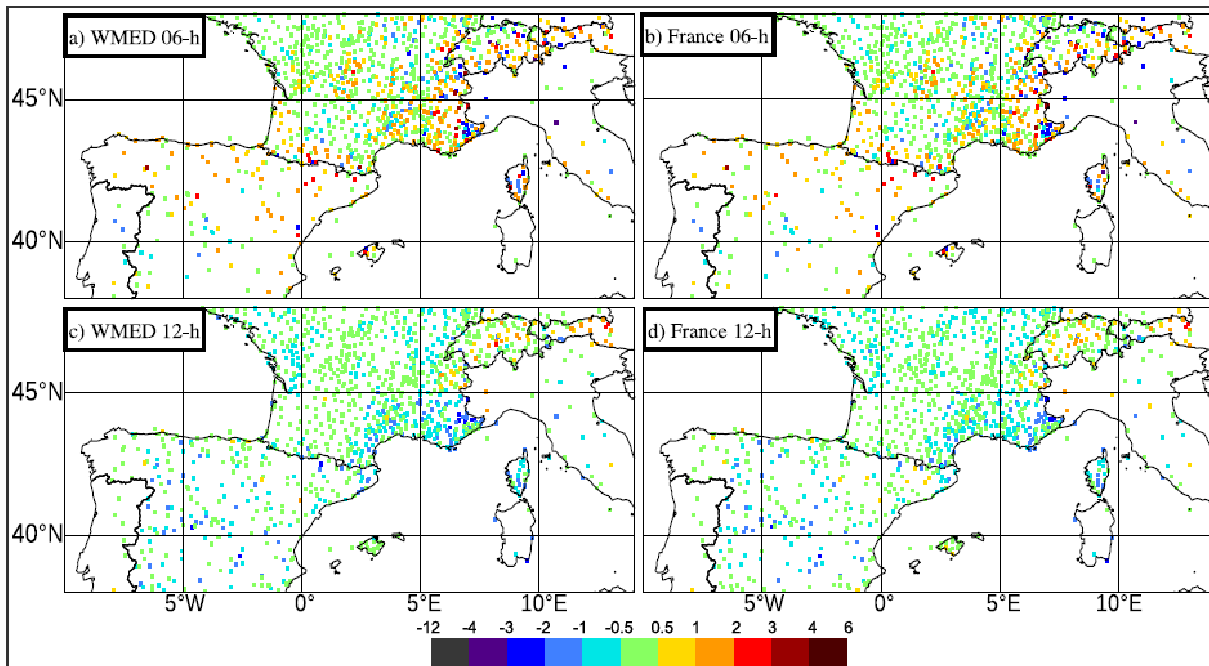 a) WMED 06-h
b) France 06-h
45°N
40°N
c) WMED 12-h
d) France 12-h
45°N
40°N
5°W 0° 5°E 10°E 5°W 0° 5°E 10°E
-12 -4 -3 -2 -1 -0.5 0.5 1 2 3 4 6